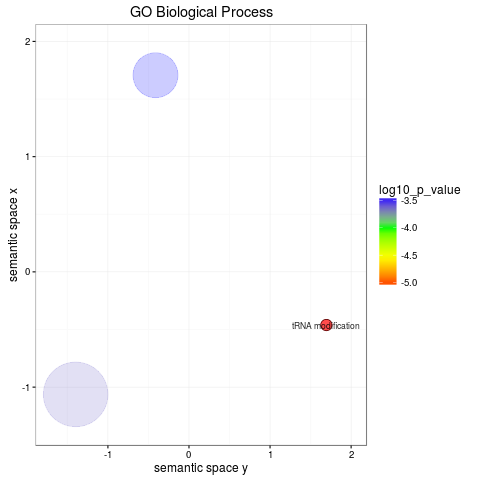 GO Biological Process
2
1
0
-1
semantic space x
tRNA modification
-1
0
1
2
semantic space y
log10_p_value
-3.5
-4.0
-4.5
-5.0